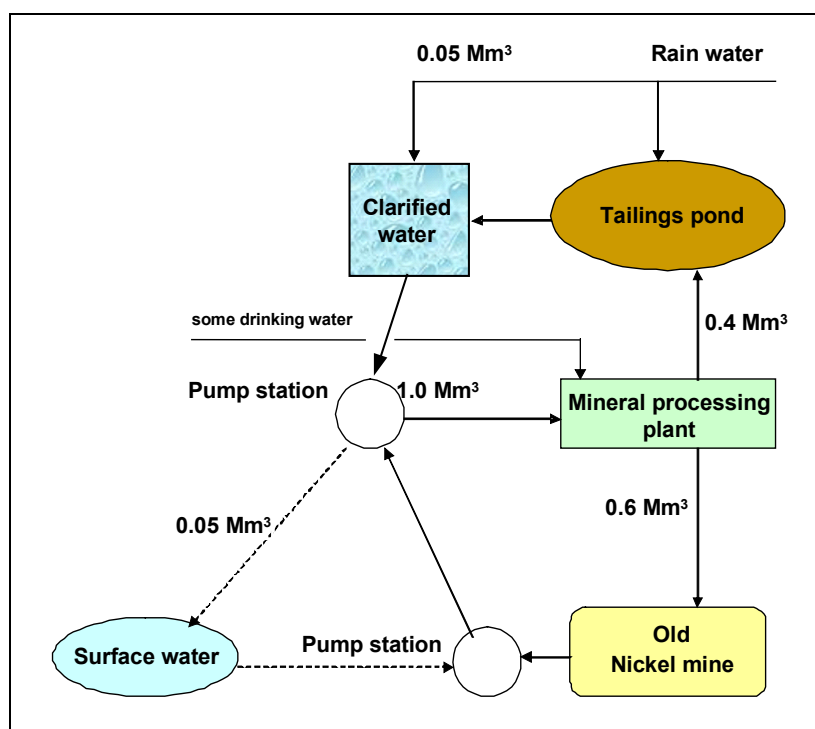 0.05 Mm³
Rain water
Clarified
water
Tailings pond
some drinking water
0.4 Mm³
Pump station
1.0 Mm³
Mineral processing
plant
0.05 Mm³
0.6 Mm³
Surface water
Pump station
Old
Nickel mine